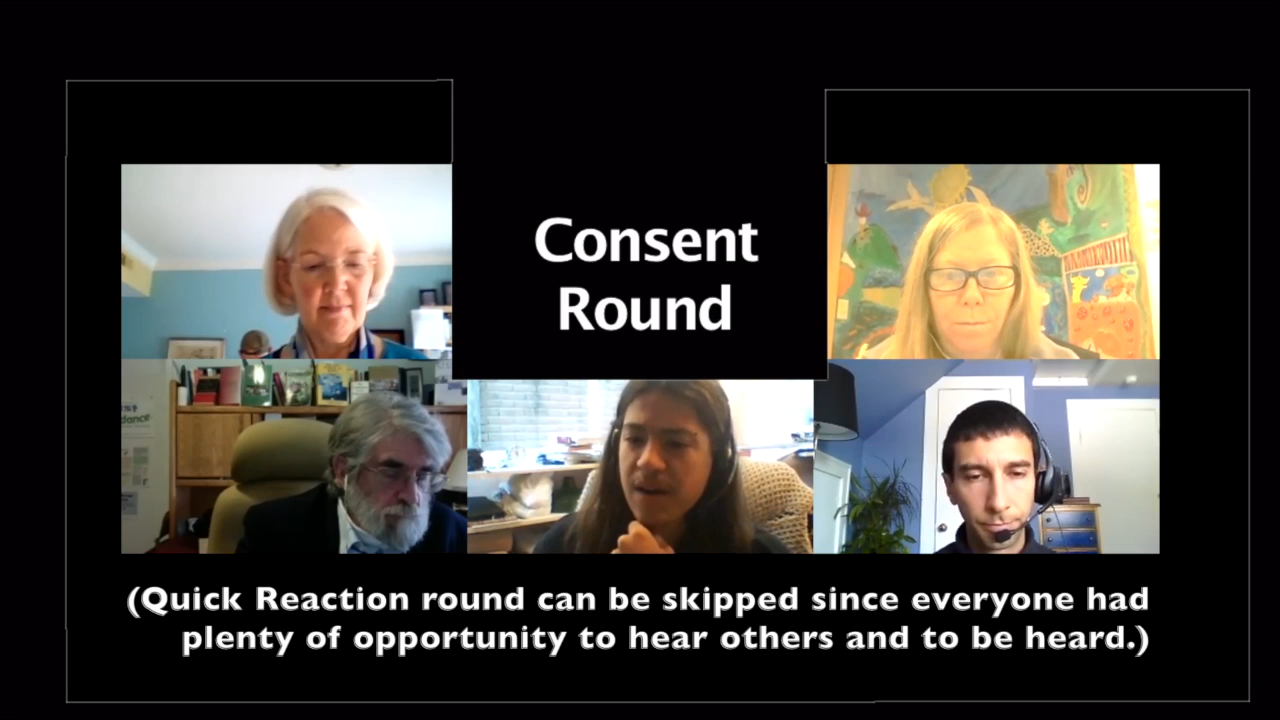 Consent
Round
dance
(Quick Reaction round can be skipped since everyone had
plenty of opportunity to hear others and to be heard.)